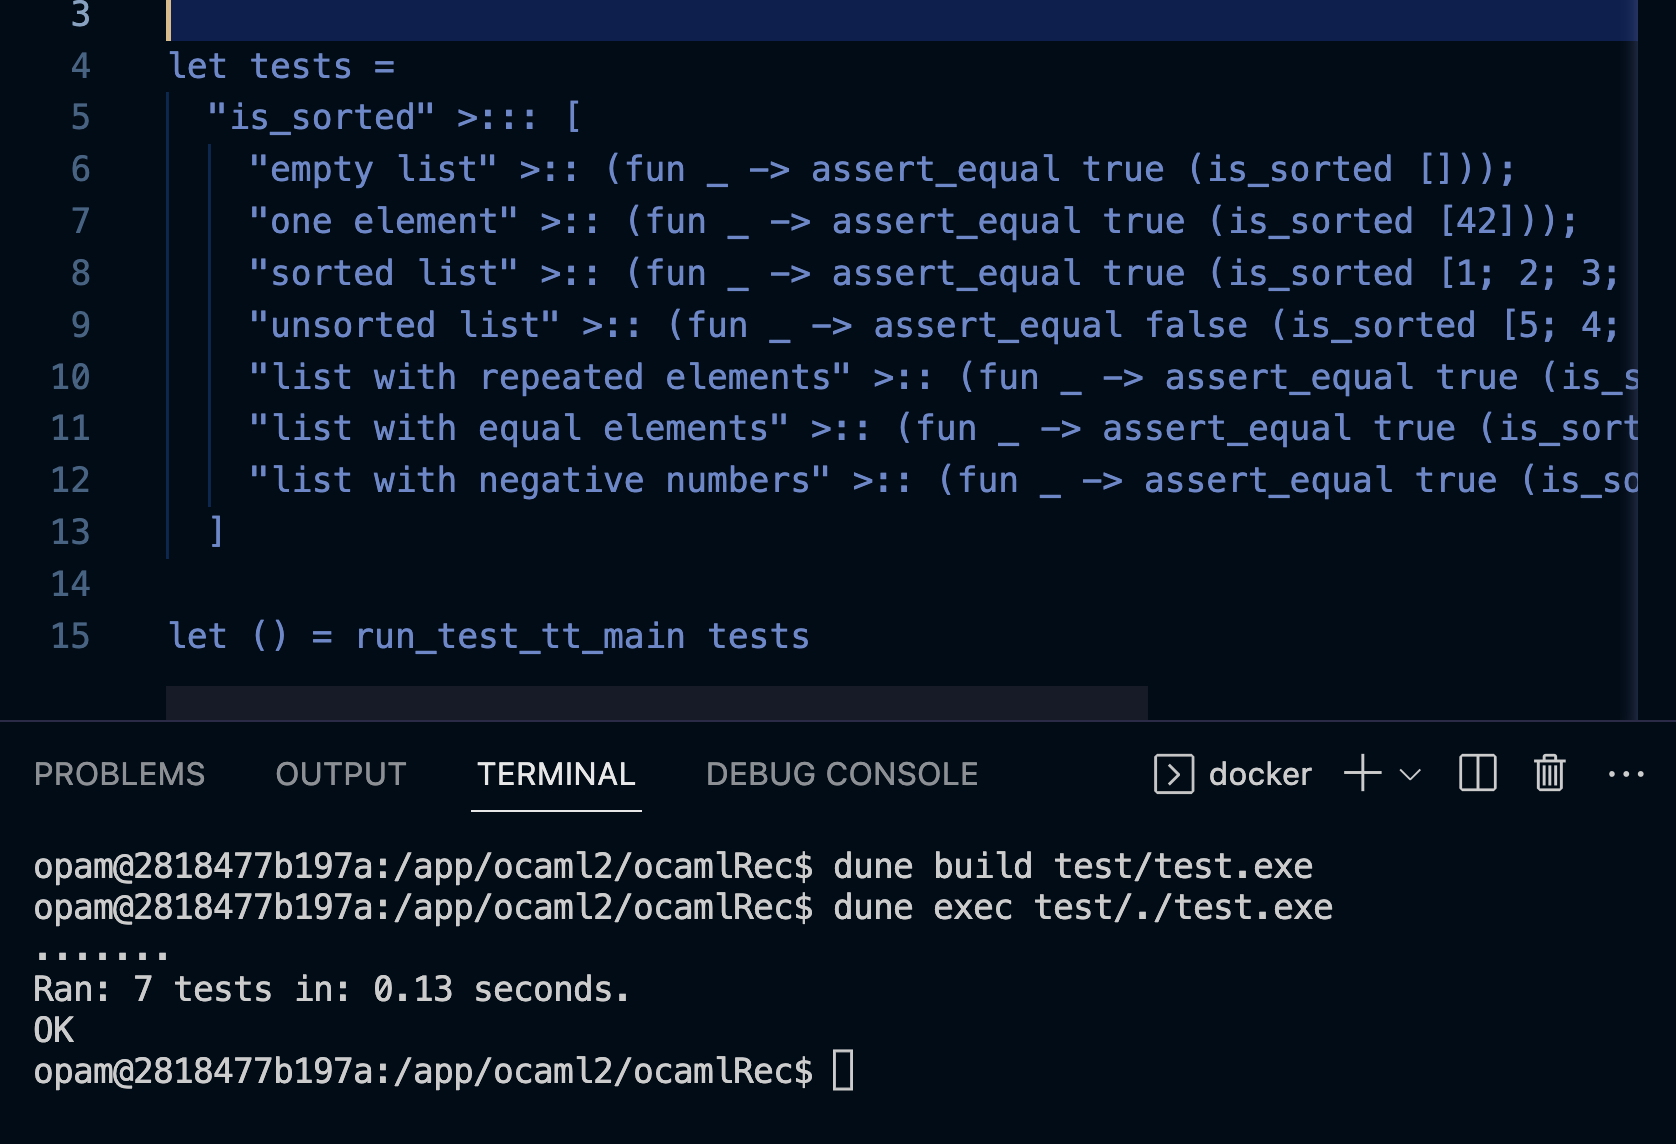 3
4 let tests =
5 "is_sorted" >::: [
6 "empty list" >:: (fun _ -> assert_equal true (is_sorted []));
7 "one element" >:: (fun _ -> assert_equal true (is_sorted [42]));
8 "sorted list" >:: (fun _ -> assert_equal true (is_sorted [1; 2; 3;
9 "unsorted list" >:: (fun _ -> assert_equal false (is_sorted [5; 4;
10 "list with repeated elements" >:: (fun _ -> assert_equal true (is_s
11 "list with equal elements" >:: (fun _ -> assert_equal true (is_sort
12 "list with negative numbers" >:: (fun _ -> assert_equal true (is_so
13 ]
14
15 let () = run_test_tt_main tests
PROBLEMS OUTPUT TERMINAL DEBUG CONSOLE docker
opam@2818477b197a:/app/ocaml2/ocamlRec$ dune build test/test.exe
opam@2818477b197a:/app/ocaml2/ocamlRec$ dune exec test/./test.exe
.......
Ran: 7 tests in: 0.13 seconds.
OK
opam@2818477b197a:/app/ocaml2/ocamlRec$